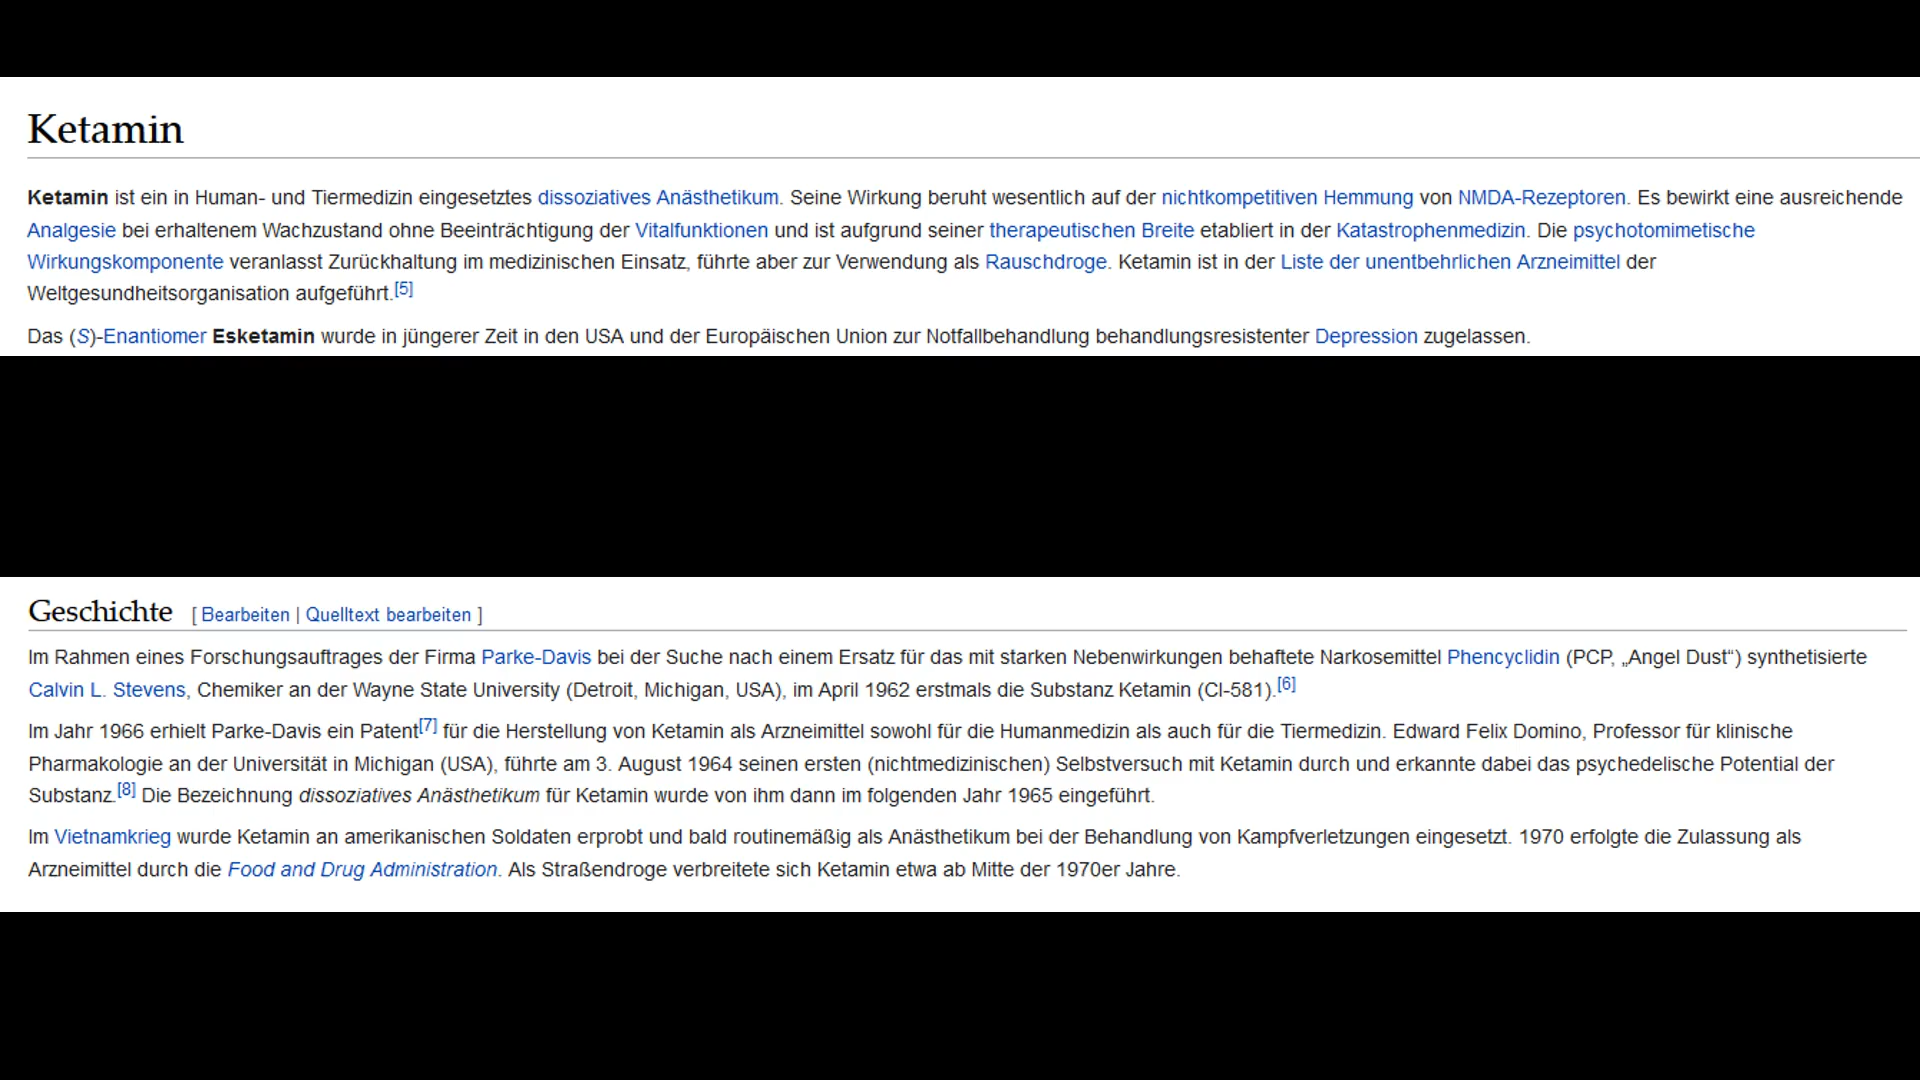 Ketamin
Ketamin ist ein in Human- und Tiermedizin eingesetztes dissoziatives Anästhetikum. Seine Wirkung beruht wesentlich auf der nichtkompetitiven Hemmung von NMDA-Rezeptoren. Es bewirkt eine ausreichende
Analgesie bei erhaltenem Wachzustand ohne Beeinträchtigung der Vitalfunktionen und ist aufgrund seiner therapeutischen Breite etabliert in der Katastrophenmedizin. Die psychotomimetische
Wirkungskomponente veranlasst Zurückhaltung im medizinischen Einsatz, führte aber zur Verwendung als Rauschdroge. Ketamin ist in der Liste der unentbehrlichen Arzneimittel der
Weltgesundheitsorganisation aufgeführt.[5]
Das (S)-Enantiomer Esketamin wurde in jüngerer Zeit in den USA und der Europäischen Union zur Notfallbehandlung behandlungsresistenter Depression zugelassen.
Geschichte [ Bearbeiten | Quelltext bearbeiten ]
Im Rahmen eines Forschungsauftrages der Firma Parke-Davis bei der Suche nach einem Ersatz für das mit starken Nebenwirkungen behaftete Narkosemittel Phencyclidin (PCP, „Angel Dust“) synthetisierte
Calvin L. Stevens, Chemiker an der Wayne State University (Detroit, Michigan, USA), im April 1962 erstmals die Substanz Ketamin (CI-581).[6]
Im Jahr 1966 erhielt Parke-Davis ein Patent[7] für die Herstellung von Ketamin als Arzneimittel sowohl für die Humanmedizin als auch für die Tiermedizin. Edward Felix Domino, Professor für klinische
Pharmakologie an der Universität in Michigan (USA), führte am 3. August 1964 seinen ersten (nichtmedizinischen) Selbstversuch mit Ketamin durch und erkannte dabei das psychedelische Potential der
Substanz.[8] Die Bezeichnung dissoziatives Anästhetikum für Ketamin wurde von ihm dann im folgenden Jahr 1965 eingeführt.
Im Vietnamkrieg wurde Ketamin an amerikanischen Soldaten erprobt und bald routinemäßig als Anästhetikum bei der Behandlung von Kampfverletzungen eingesetzt. 1970 erfolgte die Zulassung als
Arzneimittel durch die Food and Drug Administration. Als Straßendroge verbreitete sich Ketamin etwa ab Mitte der 1970er Jahre.